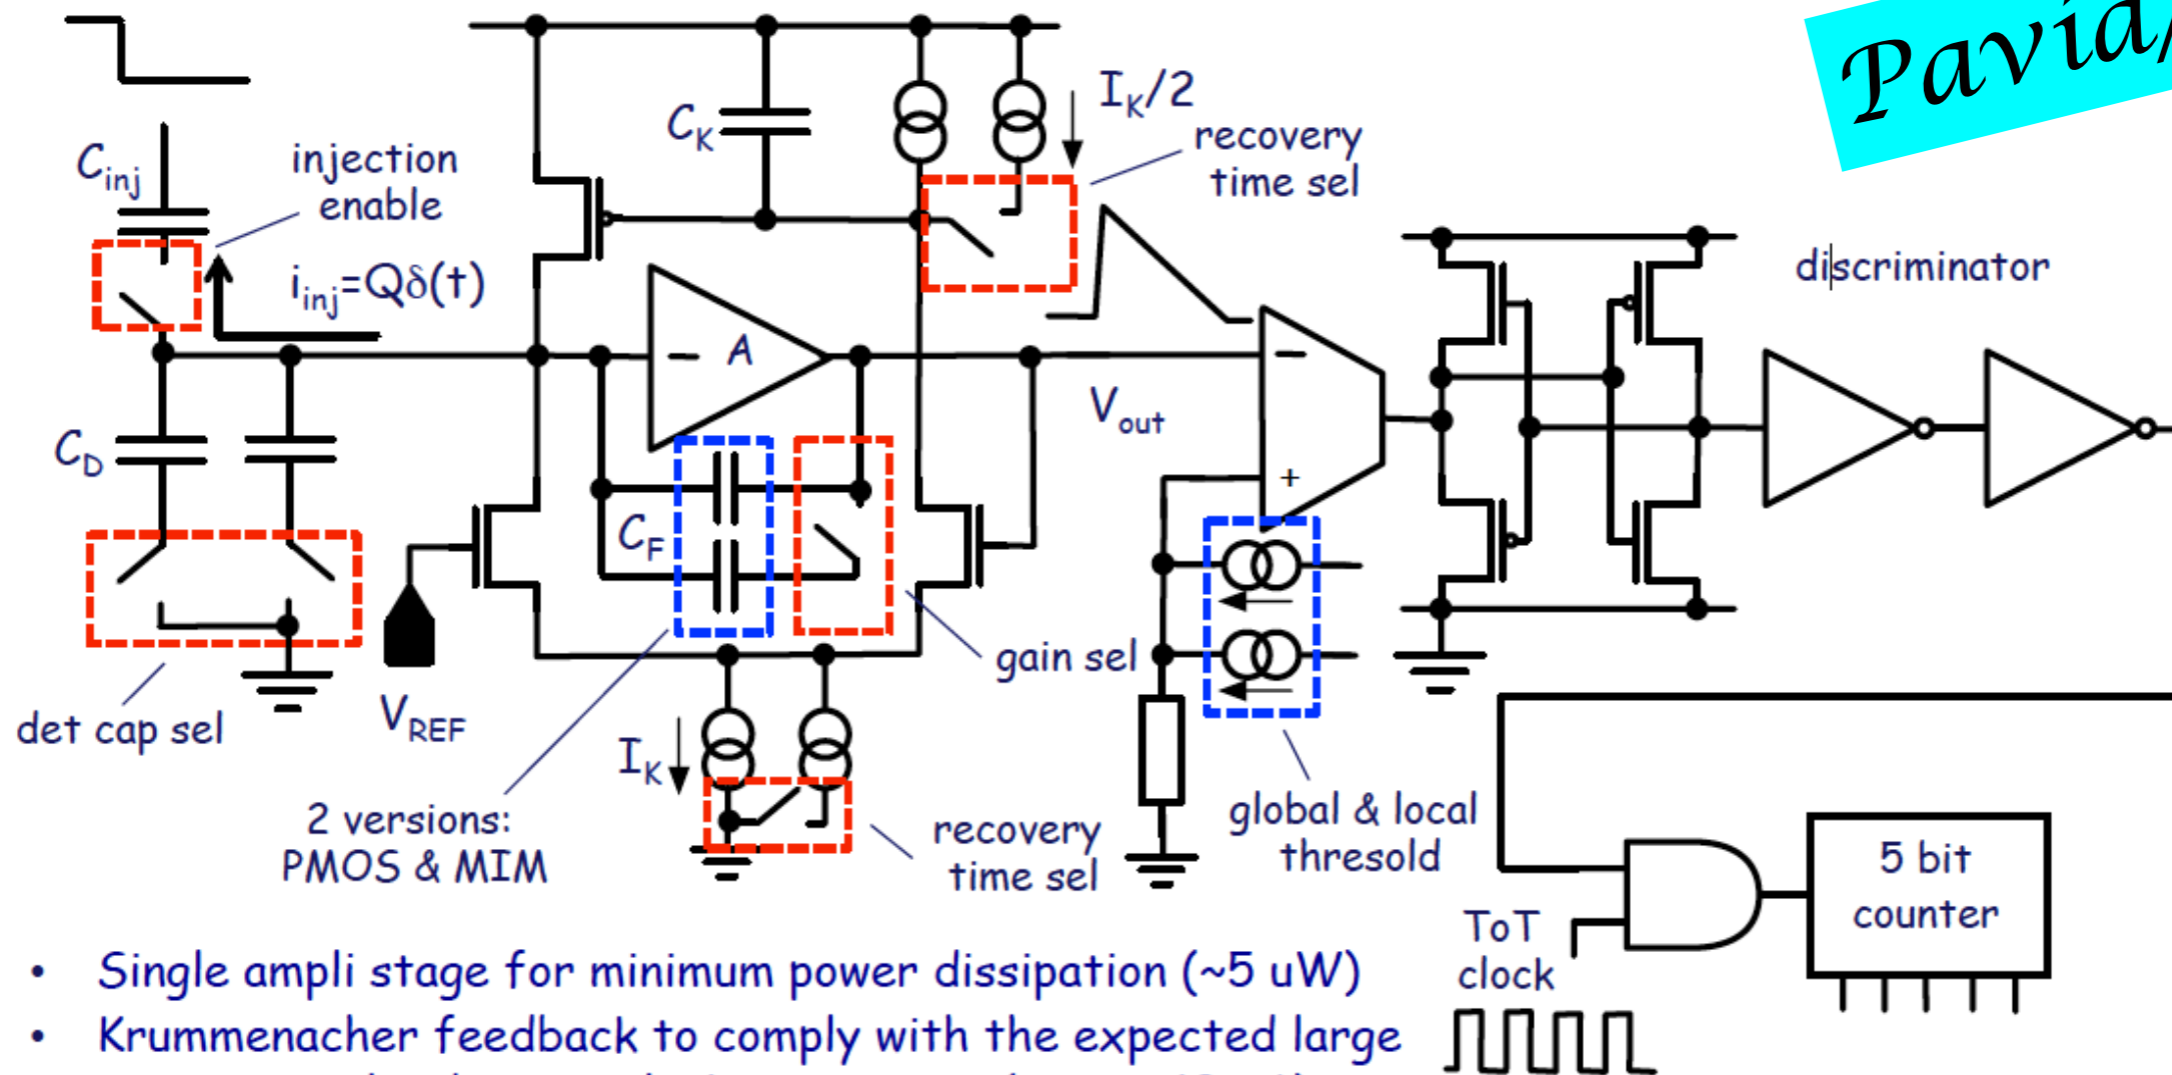 Pavia/
C_K
I_K/2
recovery
time sel
C_inj
injection
enable
i_inj=Qδ(t)
discriminator
A
−
−
V_out
+
C_D
C_F
gain sel
det cap sel
V_REF
I_K
2 versions:
PMOS & MIM
recovery
time sel
global & local
thresold
5 bit
counter
ToT
clock
• Single ampli stage for minimum power dissipation (~5 uW)
• Krummenacher feedback to comply with the expected large